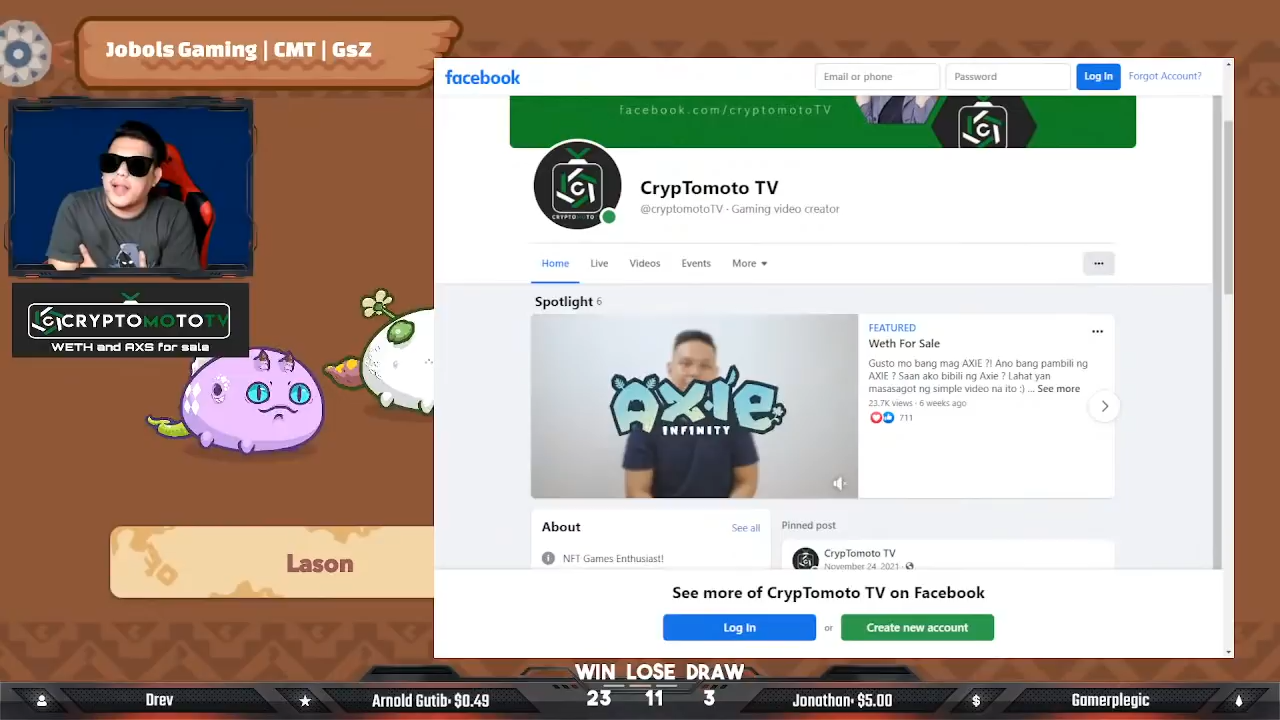 Jobols Gaming | CMT | GsZ
CRYPTOMOTOTV
WETH and AXS for sale
Lason
facebook
Email or phone
Password
Log In
Forgot Account?
facebook.com/cryptomotoTV
CRYPTOMOTO
CrypTomoto TV
@cryptomotoTV · Gaming video creator
Home
Live
Videos
Events
More
Spotlight 6
AXIE
INFINITY
FEATURED
Weth For Sale
Gusto mo bang mag AXIE ?! Ano bang pambili ng
AXIE ? Saan ako bibili ng Axie ? Lahat yan
masasagot ng simple video na ito :) ... See more
23.7K views · 6 weeks ago
711
About
See all
NFT Games Enthusiast!
Pinned post
CrypTomoto TV
November 24, 2021 ·
See more of CrypTomoto TV on Facebook
Log In
or
Create new account
WIN LOSE DRAW
23 11 3
Drev
Arnold Gutib: $0.49
Jonathan: $5.00
$
Gamerplegic